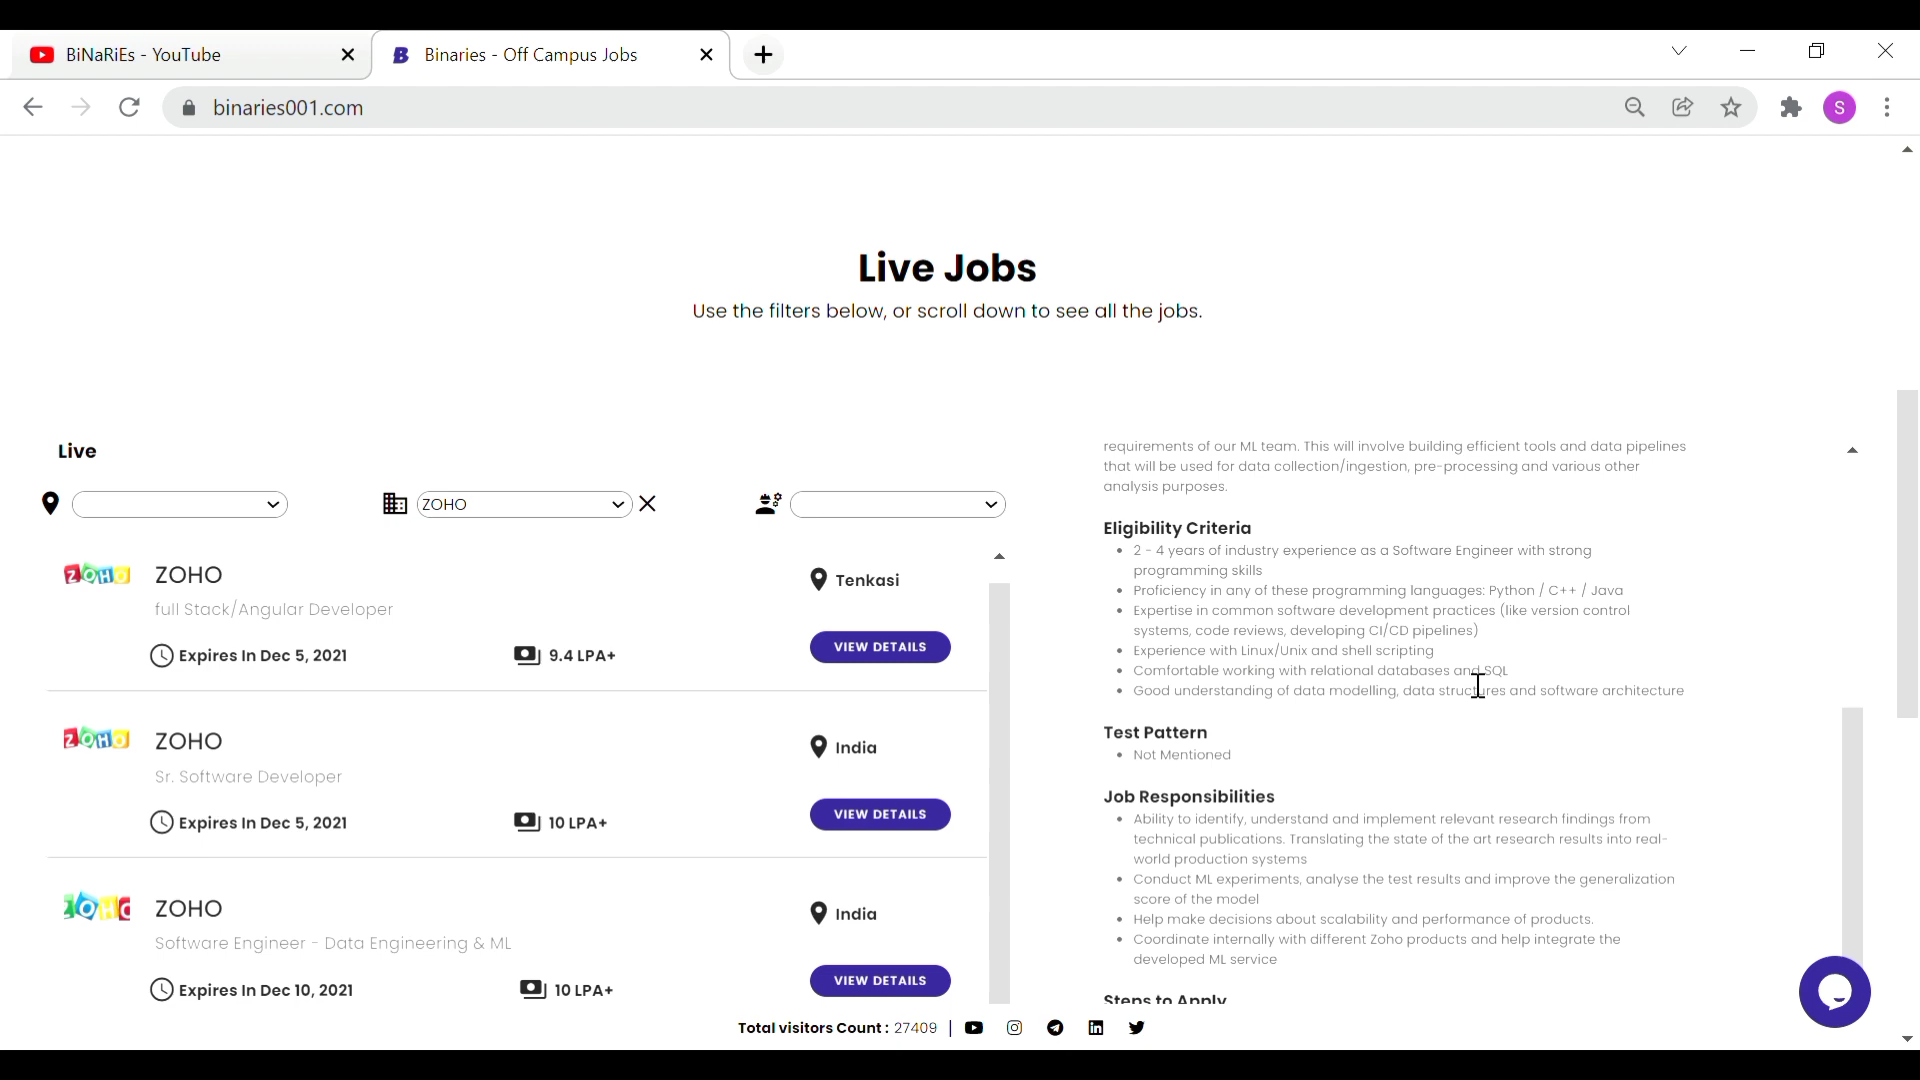 BiNaRiEs - YouTube
Binaries - Off Campus Jobs
S
binaries001.com
Live Jobs
Use the filters below, or scroll down to see all the jobs.
Live
ZOHO
ZOHO
ZOHO
full Stack/Angular Developer
Expires In Dec 5, 2021
9.4 LPA+
Tenkasi
VIEW DETAILS
ZOHO
ZOHO
Sr. Software Developer
Expires In Dec 5, 2021
10 LPA+
India
VIEW DETAILS
ZOHO
ZOHO
Software Engineer - Data Engineering & ML
Expires In Dec 10, 2021
10 LPA+
India
VIEW DETAILS
requirements of our ML team. This will involve building efficient tools and data pipelines
that will be used for data collection/ingestion, pre-processing and various other
analysis purposes.
Eligibility Criteria
2 - 4 years of industry experience as a Software Engineer with strong
programming skills
Proficiency in any of these programming languages: Python / C++ / Java
Expertise in common software development practices (like version control
systems, code reviews, developing CI/CD pipelines)
Experience with Linux/Unix and shell scripting
Comfortable working with relational databases and SQL
Good understanding of data modelling, data structures and software architecture
Test Pattern
Not Mentioned
Job Responsibilities
Ability to identify, understand and implement relevant research findings from
technical publications. Translating the state of the art research results into real-
world production systems
Conduct ML experiments, analyse the test results and improve the generalization
score of the model
Help make decisions about scalability and performance of products.
Coordinate internally with different Zoho products and help integrate the
developed ML service
Steps to Apply
Total visitors Count : 27409 |